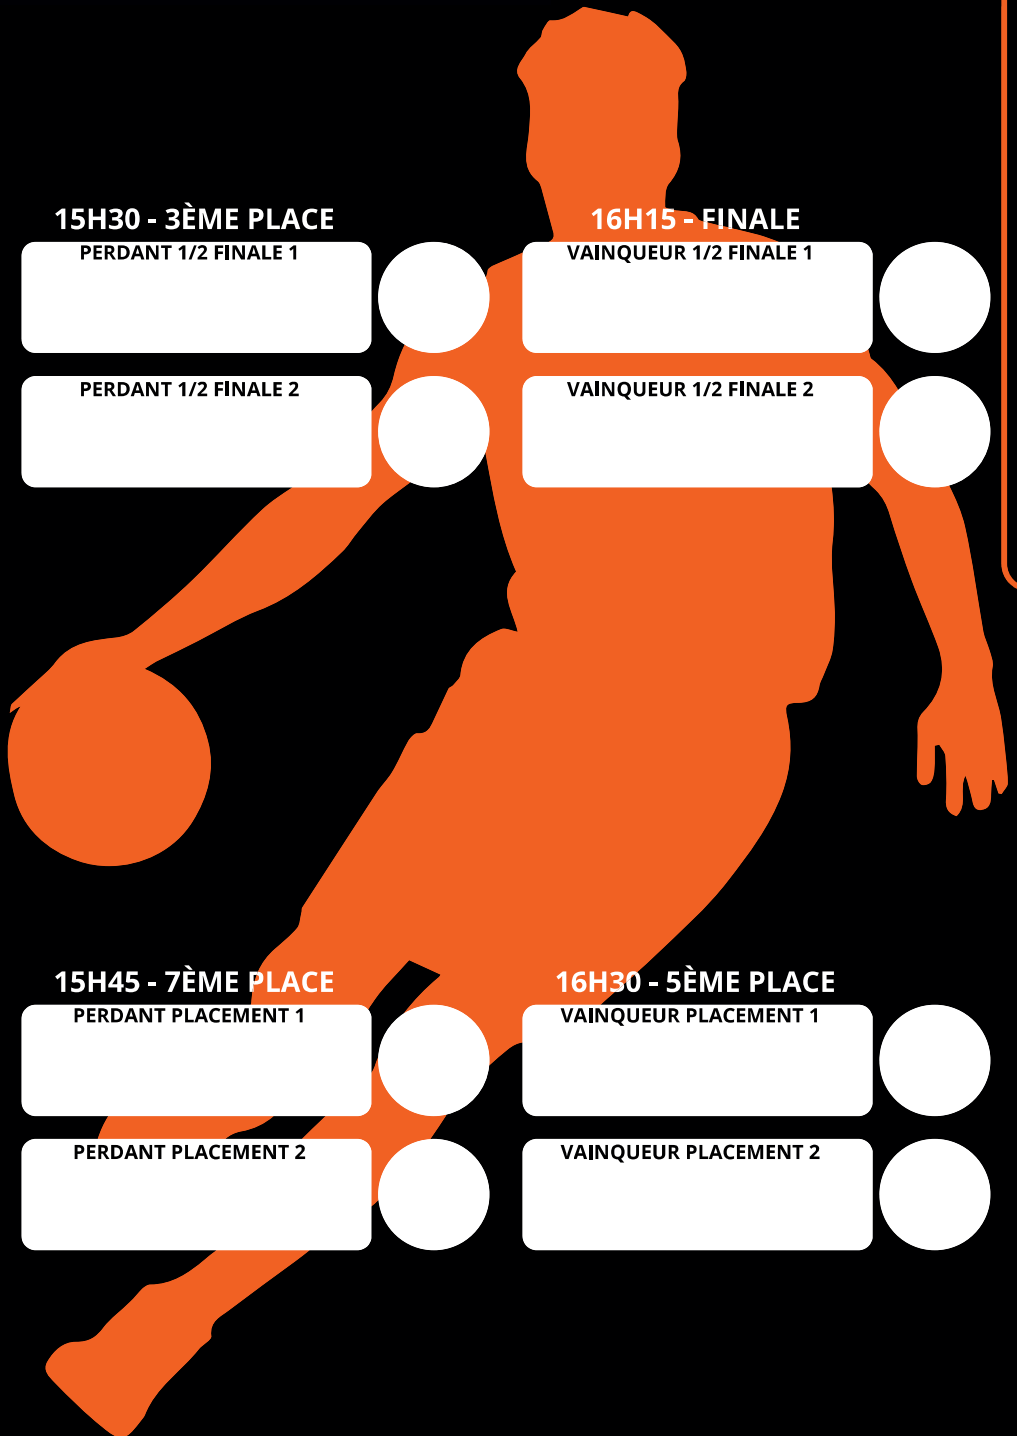 15H30 - 3ÈME PLACE
PERDANT 1/2 FINALE 1
PERDANT 1/2 FINALE 2
16H15 - FINALE
VAINQUEUR 1/2 FINALE 1
VAINQUEUR 1/2 FINALE 2
15H45 - 7ÈME PLACE
PERDANT PLACEMENT 1
PERDANT PLACEMENT 2
16H30 - 5ÈME PLACE
VAINQUEUR PLACEMENT 1
VAINQUEUR PLACEMENT 2